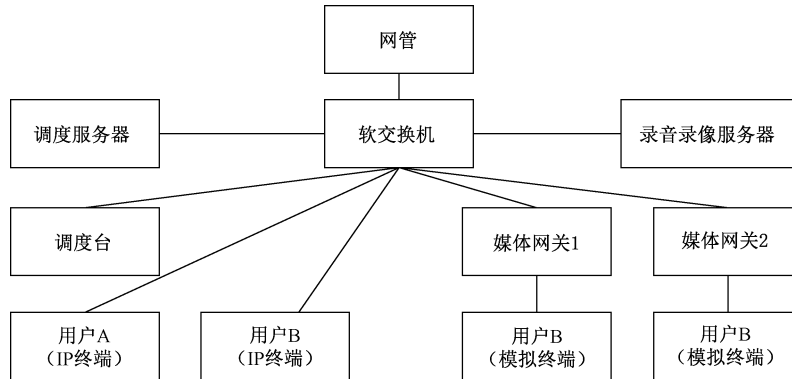 网管
调度服务器
软交换机
录音录像服务器
调度台
媒体网关1
媒体网关2
用户A
（IP终端）
用户B
（IP终端）
用户B
（模拟终端）
用户B
（模拟终端）